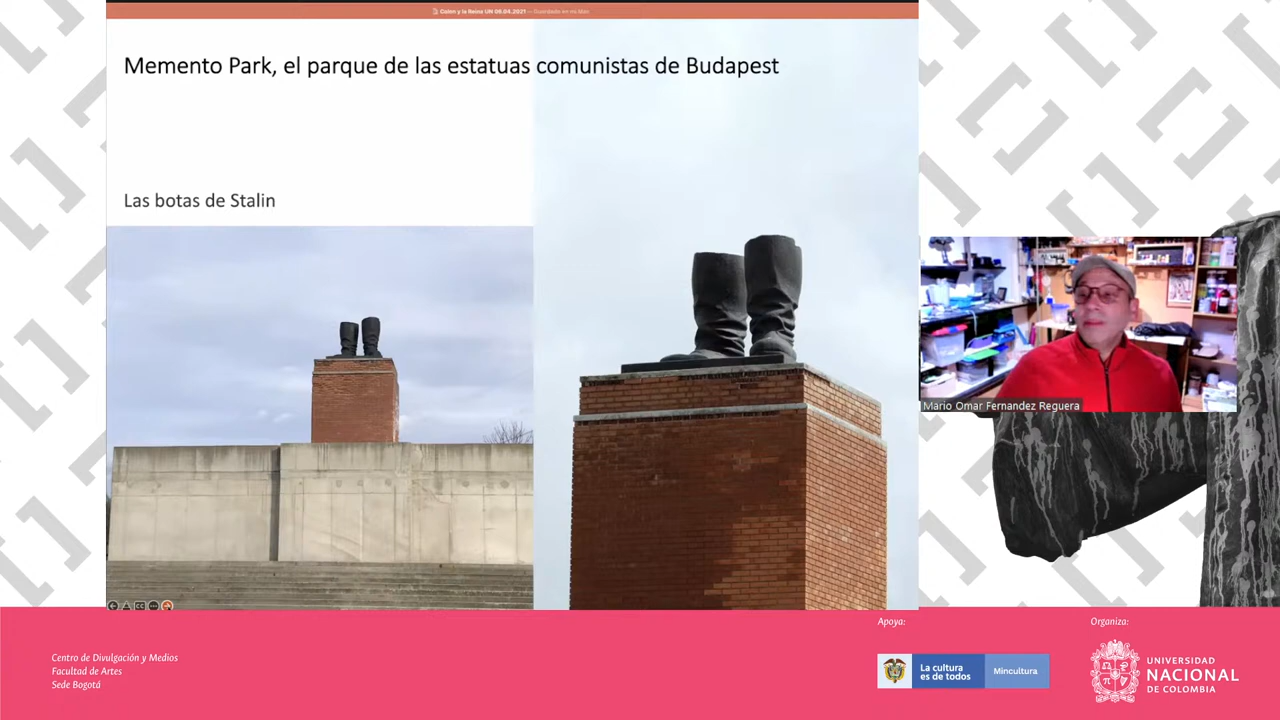 Colón y la Reina UN 09.04.2021 — Guardado en mi Mac
Memento Park, el parque de las estatuas comunistas de Budapest
Las botas de Stalin
Mario Omar Fernandez Reguera
Centro de Divulgación y Medios
Facultad de Artes
Sede Bogotá
Apoya:
La cultura
es de todos
Mincultura
Organiza:
UNIVERSIDAD
NACIONAL
DE COLOMBIA